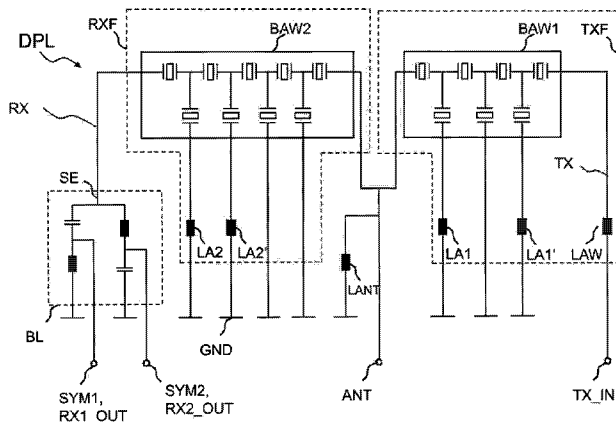 RXF
BAW2
BAW1
TXF
DPL
RX
TX
SE
LA2
LA2'
LA1
LA1'
LAW
LANT
BL
GND
SYM1,
RX1_OUT
SYM2,
RX2_OUT
ANT
TX_IN